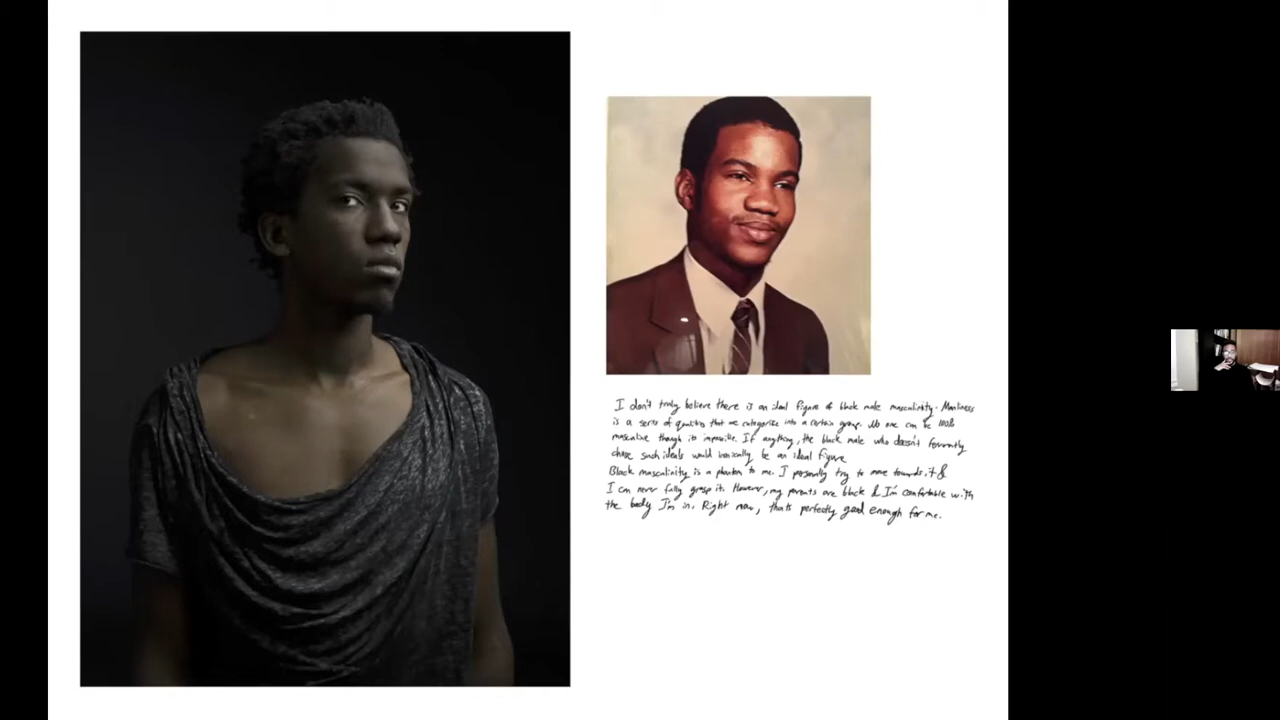 I don't truly believe there is an ideal figure of black male masculinity. Manliness
is a series of qualities that we categorize into a certain group. No one can be 100%
masculine though its impossible. If anything, the black male who doesn't fervently
chase such ideals would ironically be an ideal figure
Black masculinity is a phantom to me. I personally try to move towards it &
I can never fully grasp it. However, my parents are black & I'm comfortable with
the body I'm in. Right now, thats perfectly good enough for me.